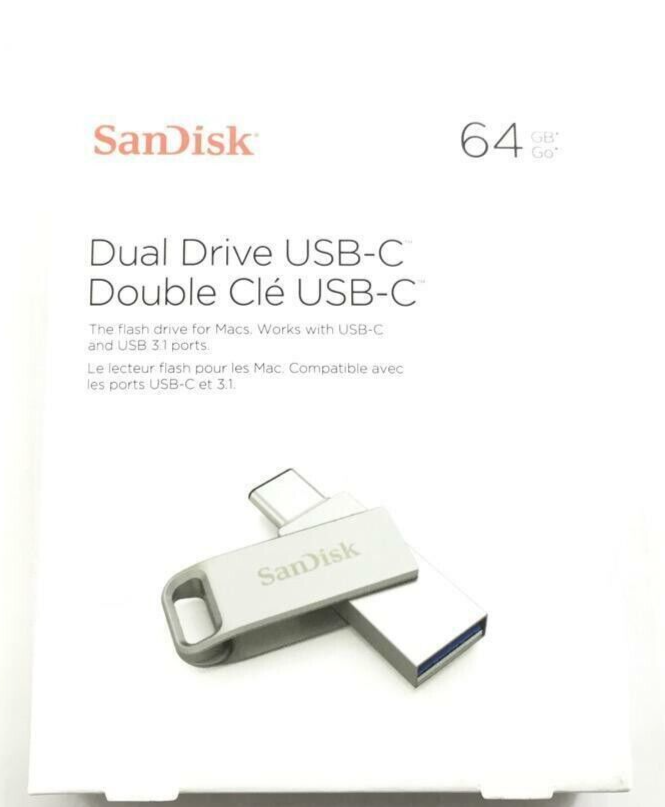 SanDisk
64 GB*
Go*
Dual Drive USB-C™
Double Clé USB-C™
The flash drive for Macs. Works with USB-C
and USB 3.1 ports.
Le lecteur flash pour les Mac. Compatible avec
les ports USB-C et 3.1.
SanDisk